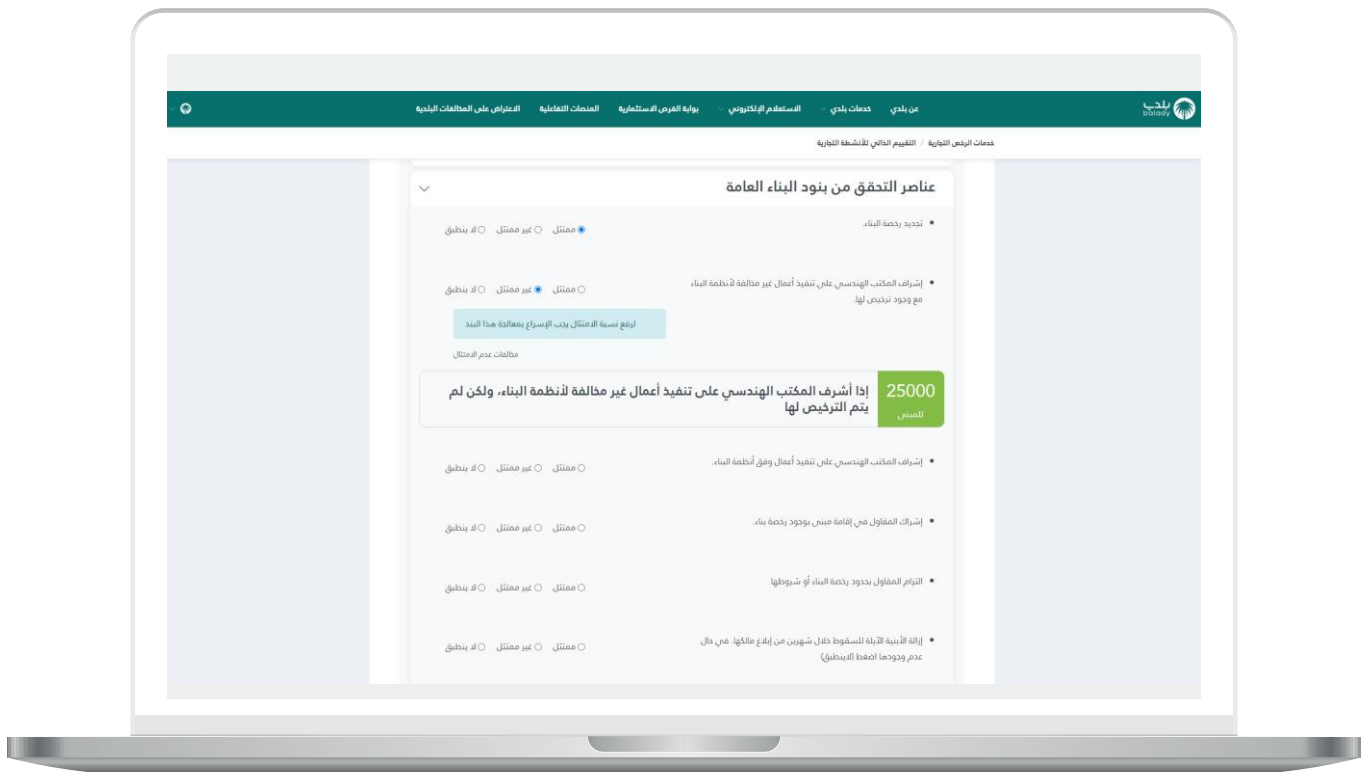 بلدي
balady
عن بلدي
خدمات بلدي
الاستعلام الإلكتروني
بوابة الفرص الاستثمارية
المنصات التفاعلية
الاعتراض على المخالفات البلدية
خدمات الرخص التجارية / التقييم الذاتي للأنشطة التجارية
عناصر التحقق من بنود البناء العامة
• تجديد رخصة البناء.
ممتثل غير ممتثل لا ينطبق
• إشراف المكتب الهندسي على تنفيذ أعمال غير مخالفة لأنظمة البناء
مع وجود ترخيص لها.
ممتثل غير ممتثل لا ينطبق
لرفع نسبة الامتثال يجب الإسراع بمعالجة هذا البند
مخالفات عدم الامتثال
25000
للمبنى
إذا أشرف المكتب الهندسي على تنفيذ أعمال غير مخالفة لأنظمة البناء، ولكن لم
يتم الترخيص لها
• إشراف المكتب الهندسي على تنفيذ أعمال وفق أنظمة البناء.
ممتثل غير ممتثل لا ينطبق
• إشراك المقاول في إقامة مبنى بوجود رخصة بناء.
ممتثل غير ممتثل لا ينطبق
• التزام المقاول بحدود رخصة البناء أو شروطها
ممتثل غير ممتثل لا ينطبق
• إزالة الأبنية الآيلة للسقوط خلال شهرين من إبلاغ مالكها. في حال
عدم وجودها اضغط (لاينطبق)
ممتثل غير ممتثل لا ينطبق